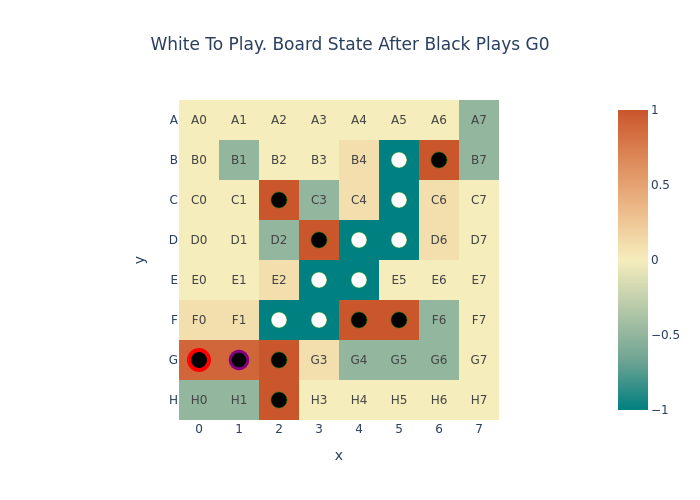 White To Play. Board State After Black Plays G0
A A0 A1 A2 A3 A4 A5 A6 A7
B B0 B1 B2 B3 B4 B7
C C0 C1 C3 C4 C6 C7
D D0 D1 D2 D6 D7
E E0 E1 E2 E5 E6 E7
F F0 F1 F6 F7
G G3 G4 G5 G6 G7
H H0 H1 H3 H4 H5 H6 H7
0 1 2 3 4 5 6 7
x
y
1
0.5
0
−0.5
−1